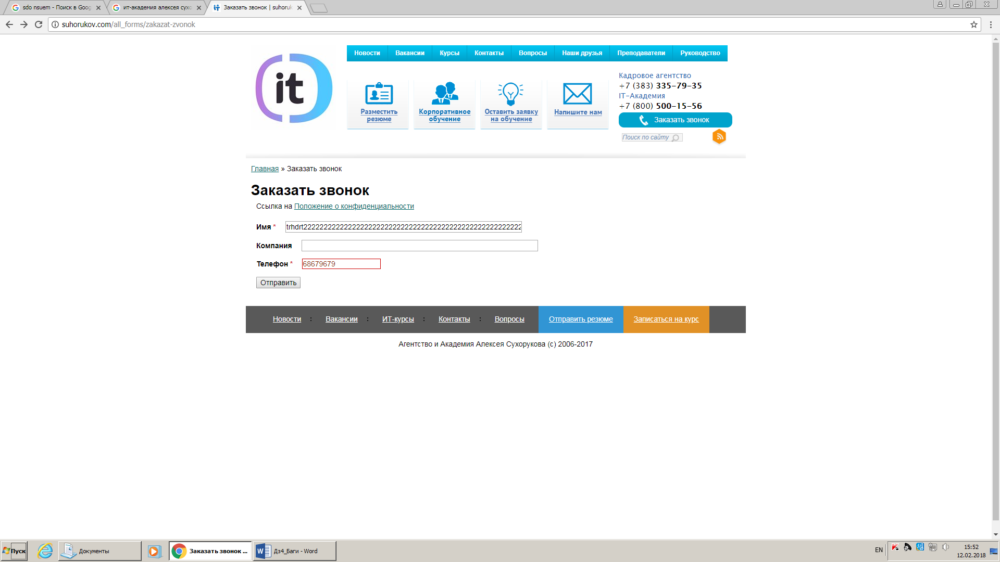 sdo nsuem - Поиск в Goog
ит-академия алексея сухо
Заказать звонок | suhoruk
suhorukov.com/all_forms/zakazat-zvonok
it
Новости Вакансии Курсы Контакты Вопросы Наши друзья Преподаватели Руководство
Разместить
резюме
Корпоративное
обучение
Оставить заявку
на обучение
Напишите нам
Кадровое агентство
+7 (383) 335-79-35
IT-Академия
+7 (800) 500-15-56
Заказать звонок
Поиск по сайту
Главная » Заказать звонок
Заказать звонок
Ссылка на Положение о конфиденциальности
Имя * trhdrt222222222222222222222222222222222222222222222222222222
Компания
Телефон * 68679679
Отправить
Новости : Вакансии : ИТ-курсы : Контакты : Вопросы Отправить резюме Записаться на курс
Агентство и Академия Алексея Сухорукова (c) 2006-2017
Пуск Документы Заказать звонок ... Дз4_Баги - Word EN 15:52
12.02.2018